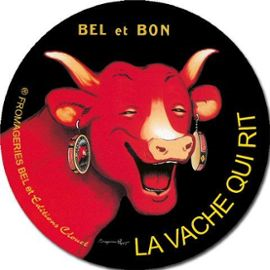 BEL et BON
® FROMAGERIES BEL et Éditions Clouet
LA VACHE QUI RIT